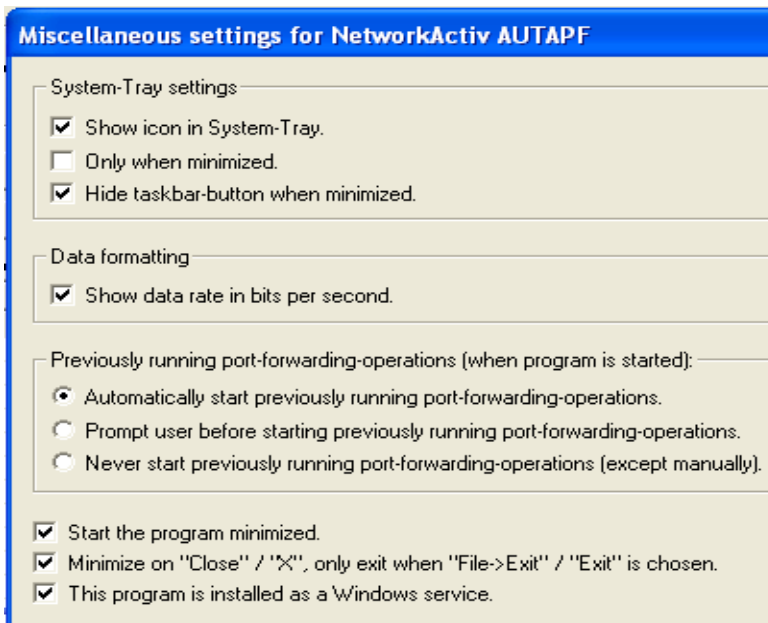 Miscellaneous settings for NetworkActiv AUTAPF
System-Tray settings
Show icon in System-Tray.
Only when minimized.
Hide taskbar-button when minimized.
Data formatting
Show data rate in bits per second.
Previously running port-forwarding-operations (when program is started):
Automatically start previously running port-forwarding-operations.
Prompt user before starting previously running port-forwarding-operations.
Never start previously running port-forwarding-operations (except manually).
Start the program minimized.
Minimize on "Close" / "X", only exit when "File->Exit" / "Exit" is chosen.
This program is installed as a Windows service.